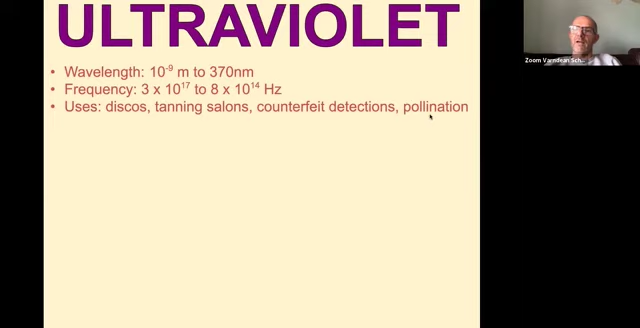 ULTRAVIOLET
• Wavelength: 10⁻⁹ m to 370nm
• Frequency: 3 x 10¹⁷ to 8 x 10¹⁴ Hz
• Uses: discos, tanning salons, counterfeit detections, pollination
Zoom Varndean Sch...